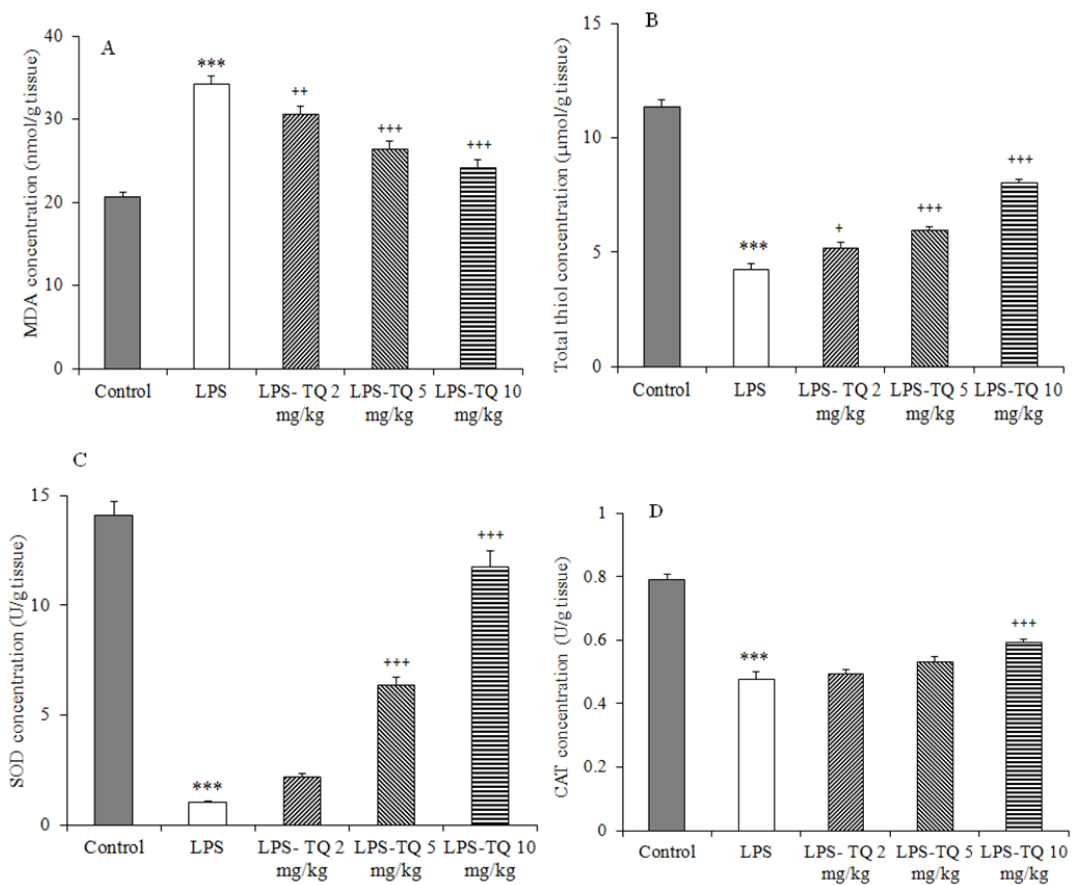 A
MDA concentration (nmol/gtissue)
40
30
20
10
0
***
++
+++
+++
Control LPS LPS- TQ 2 LPS-TQ 5 LPS-TQ 10
mg/kg mg/kg mg/kg
B
Total thiol concentration (μmol/gtissue)
15
10
5
0
***
+
+++
+++
Control LPS LPS- TQ 2 LPS-TQ 5 LPS-TQ 10
mg/kg mg/kg mg/kg
C
SOD concentration (U/gtissue)
15
10
5
0
***
+++
+++
Control LPS LPS- TQ 2 LPS-TQ 5 LPS-TQ 10
mg/kg mg/kg mg/kg
D
CAT concentration (U/gtissue)
1
0.8
0.6
0.4
0.2
0
***
+++
Control LPS LPS- TQ 2 LPS-TQ 5 LPS-TQ 10
mg/kg mg/kg mg/kg